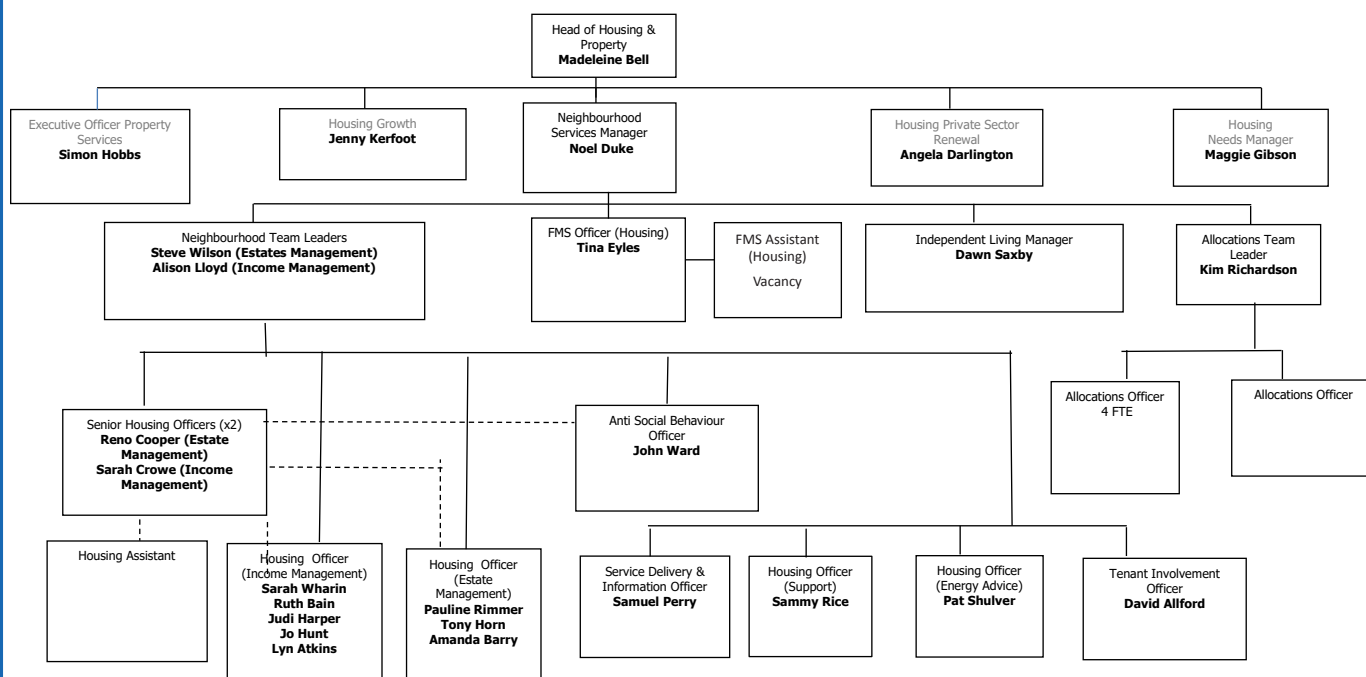 Head of Housing &
Property
Madeleine Bell
Executive Officer Property
Services
Simon Hobbs
Housing Growth
Jenny Kerfoot
Neighbourhood
Services Manager
Noel Duke
Housing Private Sector
Renewal
Angela Darlington
Housing
Needs Manager
Maggie Gibson
Neighbourhood Team Leaders
Steve Wilson (Estates Management)
Alison Lloyd (Income Management)
FMS Officer (Housing)
Tina Eyles
FMS Assistant
(Housing)
Vacancy
Independent Living Manager
Dawn Saxby
Allocations Team
Leader
Kim Richardson
Senior Housing Officers (x2)
Reno Cooper (Estate
Management)
Sarah Crowe (Income
Management)
Anti Social Behaviour
Officer
John Ward
Allocations Officer
4 FTE
Allocations Officer
Housing Assistant
Housing Officer
(Income Management)
Sarah Wharin
Ruth Bain
Judi Harper
Jo Hunt
Lyn Atkins
Housing Officer
(Estate
Management)
Pauline Rimmer
Tony Horn
Amanda Barry
Service Delivery &
Information Officer
Samuel Perry
Housing Officer
(Support)
Sammy Rice
Housing Officer
(Energy Advice)
Pat Shulver
Tenant Involvement
Officer
David Allford